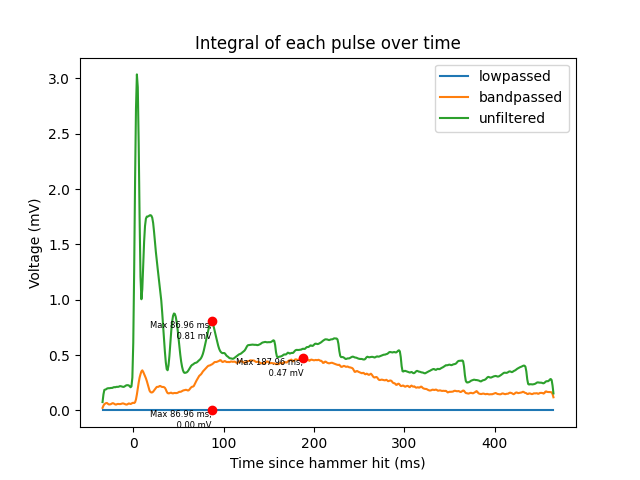 Integral of each pulse over time
lowpassed
bandpassed
unfiltered
Voltage (mV)
3.0
2.5
2.0
1.5
1.0
0.5
0.0
Max 86.96 ms,
0.81 mV
Max 187.96 ms,
0.47 mV
Max 86.96 ms,
0.00 mV
0
100
200
300
400
Time since hammer hit (ms)